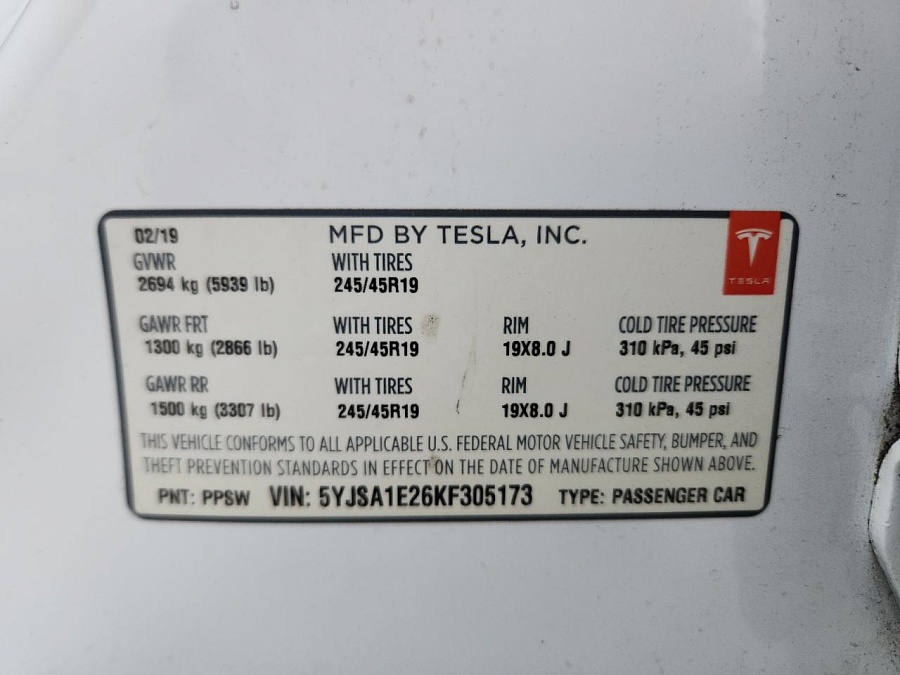 02/19 MFD BY TESLA, INC.
TESLA
GVWR WITH TIRES
2694 kg (5939 lb) 245/45R19
GAWR FRT WITH TIRES RIM COLD TIRE PRESSURE
1300 kg (2866 lb) 245/45R19 19X8.0 J 310 kPa, 45 psi
GAWR RR WITH TIRES RIM COLD TIRE PRESSURE
1500 kg (3307 lb) 245/45R19 19X8.0 J 310 kPa, 45 psi
THIS VEHICLE CONFORMS TO ALL APPLICABLE U.S. FEDERAL MOTOR VEHICLE SAFETY, BUMPER, AND
THEFT PREVENTION STANDARDS IN EFFECT ON THE DATE OF MANUFACTURE SHOWN ABOVE.
PNT: PPSW VIN: 5YJSA1E26KF305173 TYPE: PASSENGER CAR